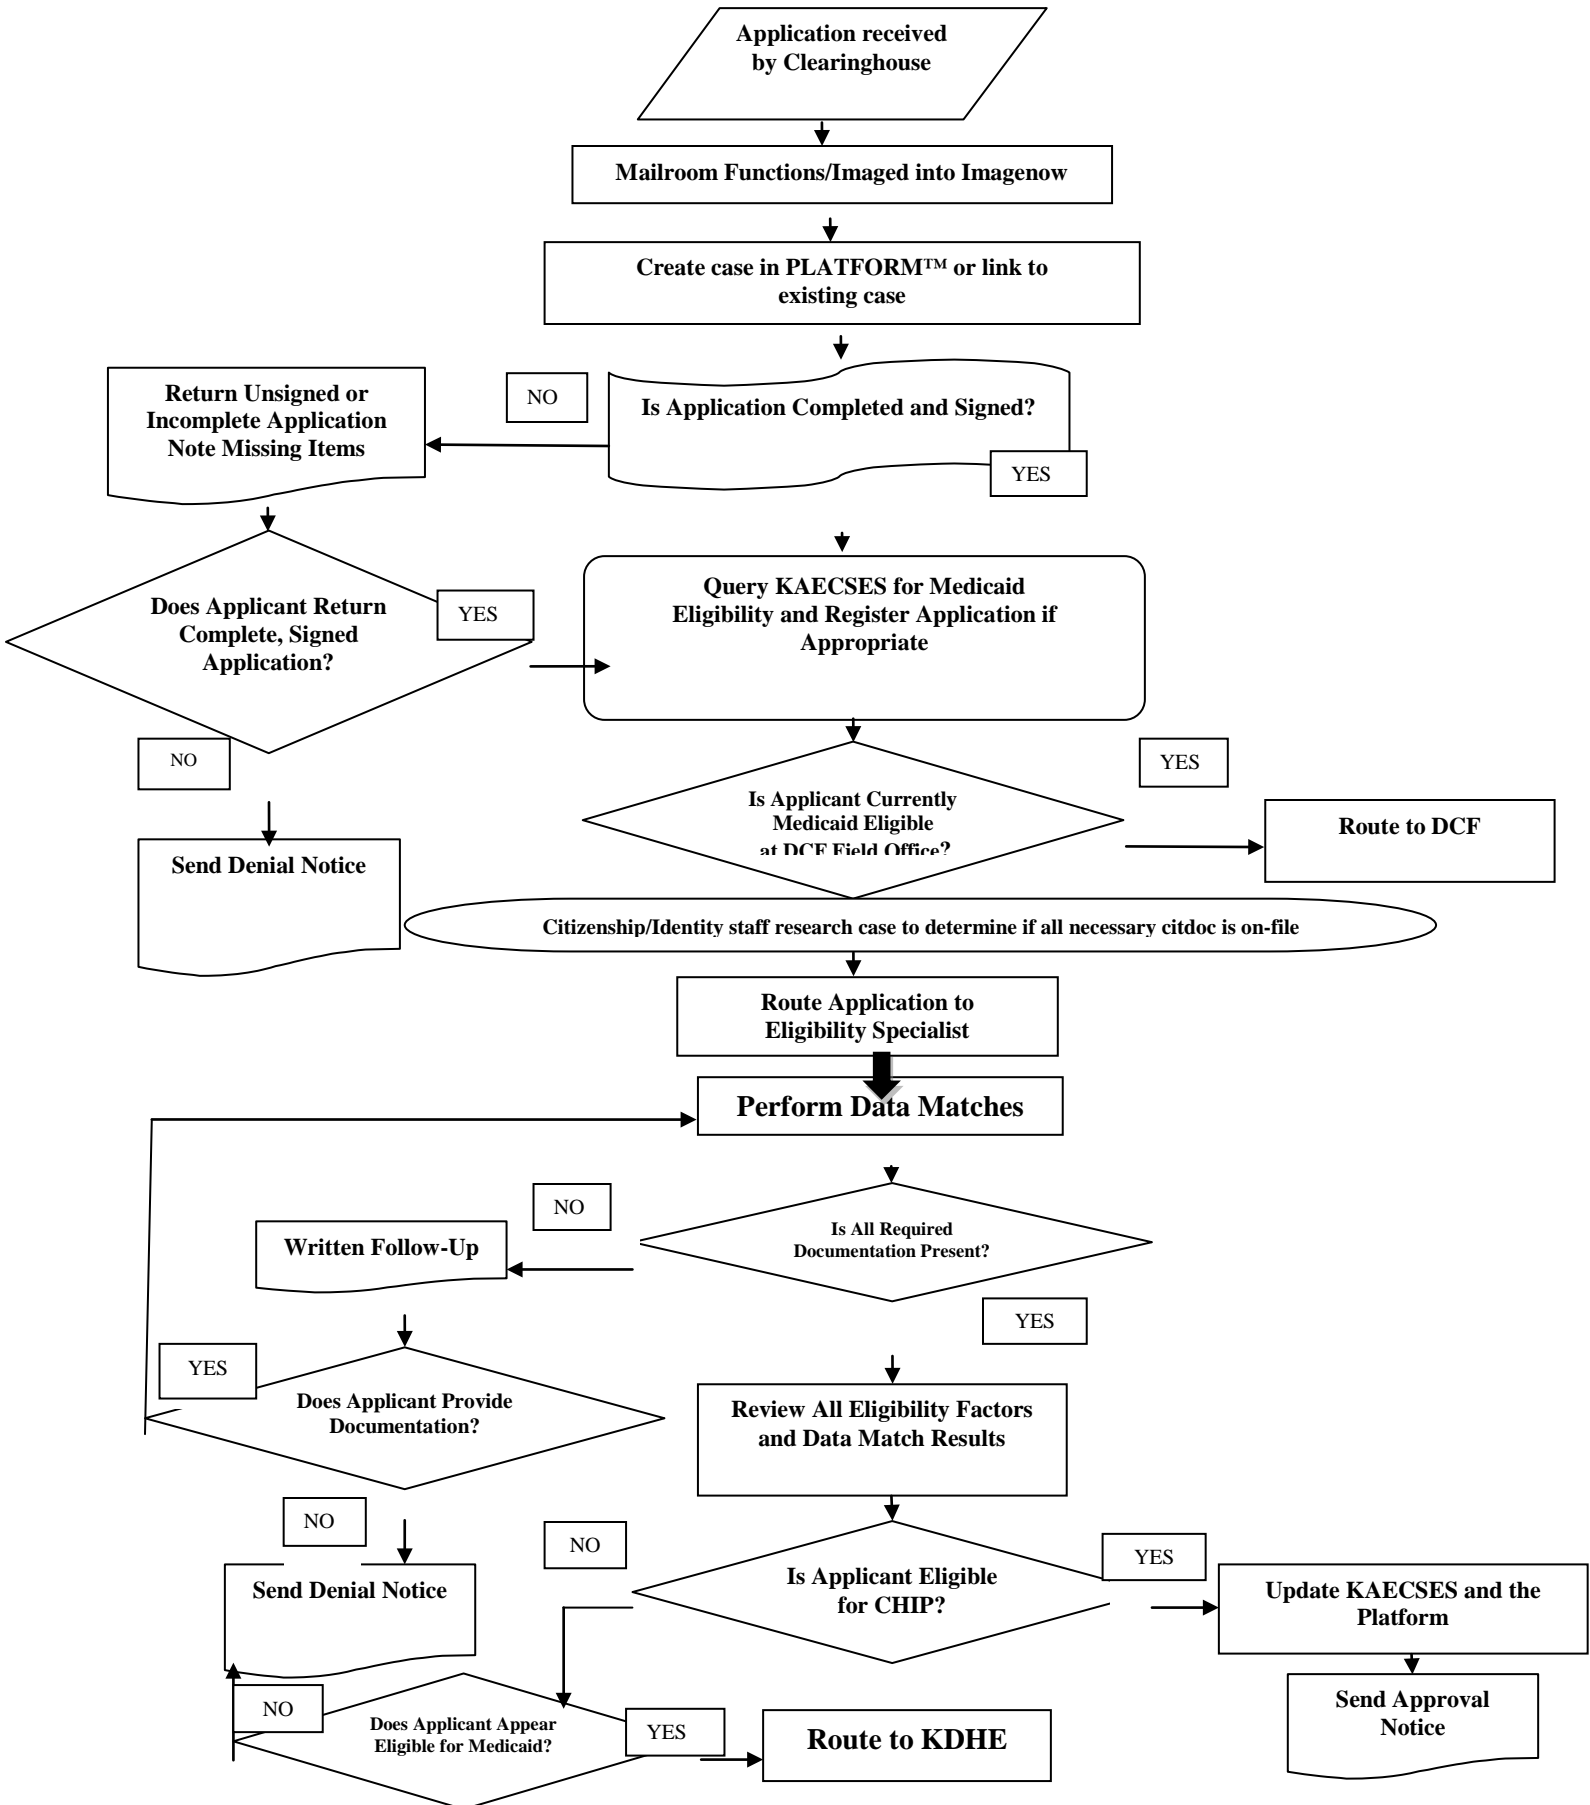 Application received
by Clearinghouse
Mailroom Functions/Imaged into Imagenow
Create case in PLATFORM™ or link to
existing case
Return Unsigned or
Incomplete Application
Note Missing Items
NO
Is Application Completed and Signed?
YES
Does Applicant Return
Complete, Signed
Application?
YES
Query KAECSES for Medicaid
Eligibility and Register Application if
Appropriate
NO
Send Denial Notice
Is Applicant Currently
Medicaid Eligible
at DCF Field Office?
YES
Route to DCF
Citizenship/Identity staff research case to determine if all necessary citdoc is on-file
Route Application to
Eligibility Specialist
Perform Data Matches
Is All Required
Documentation Present?
NO
Written Follow-Up
YES
YES
Does Applicant Provide
Documentation?
Review All Eligibility Factors
and Data Match Results
NO
Send Denial Notice
NO
Is Applicant Eligible
for CHIP?
YES
Update KAECSES and the
Platform
Send Approval
Notice
NO
Does Applicant Appear
Eligible for Medicaid?
YES
Route to KDHE